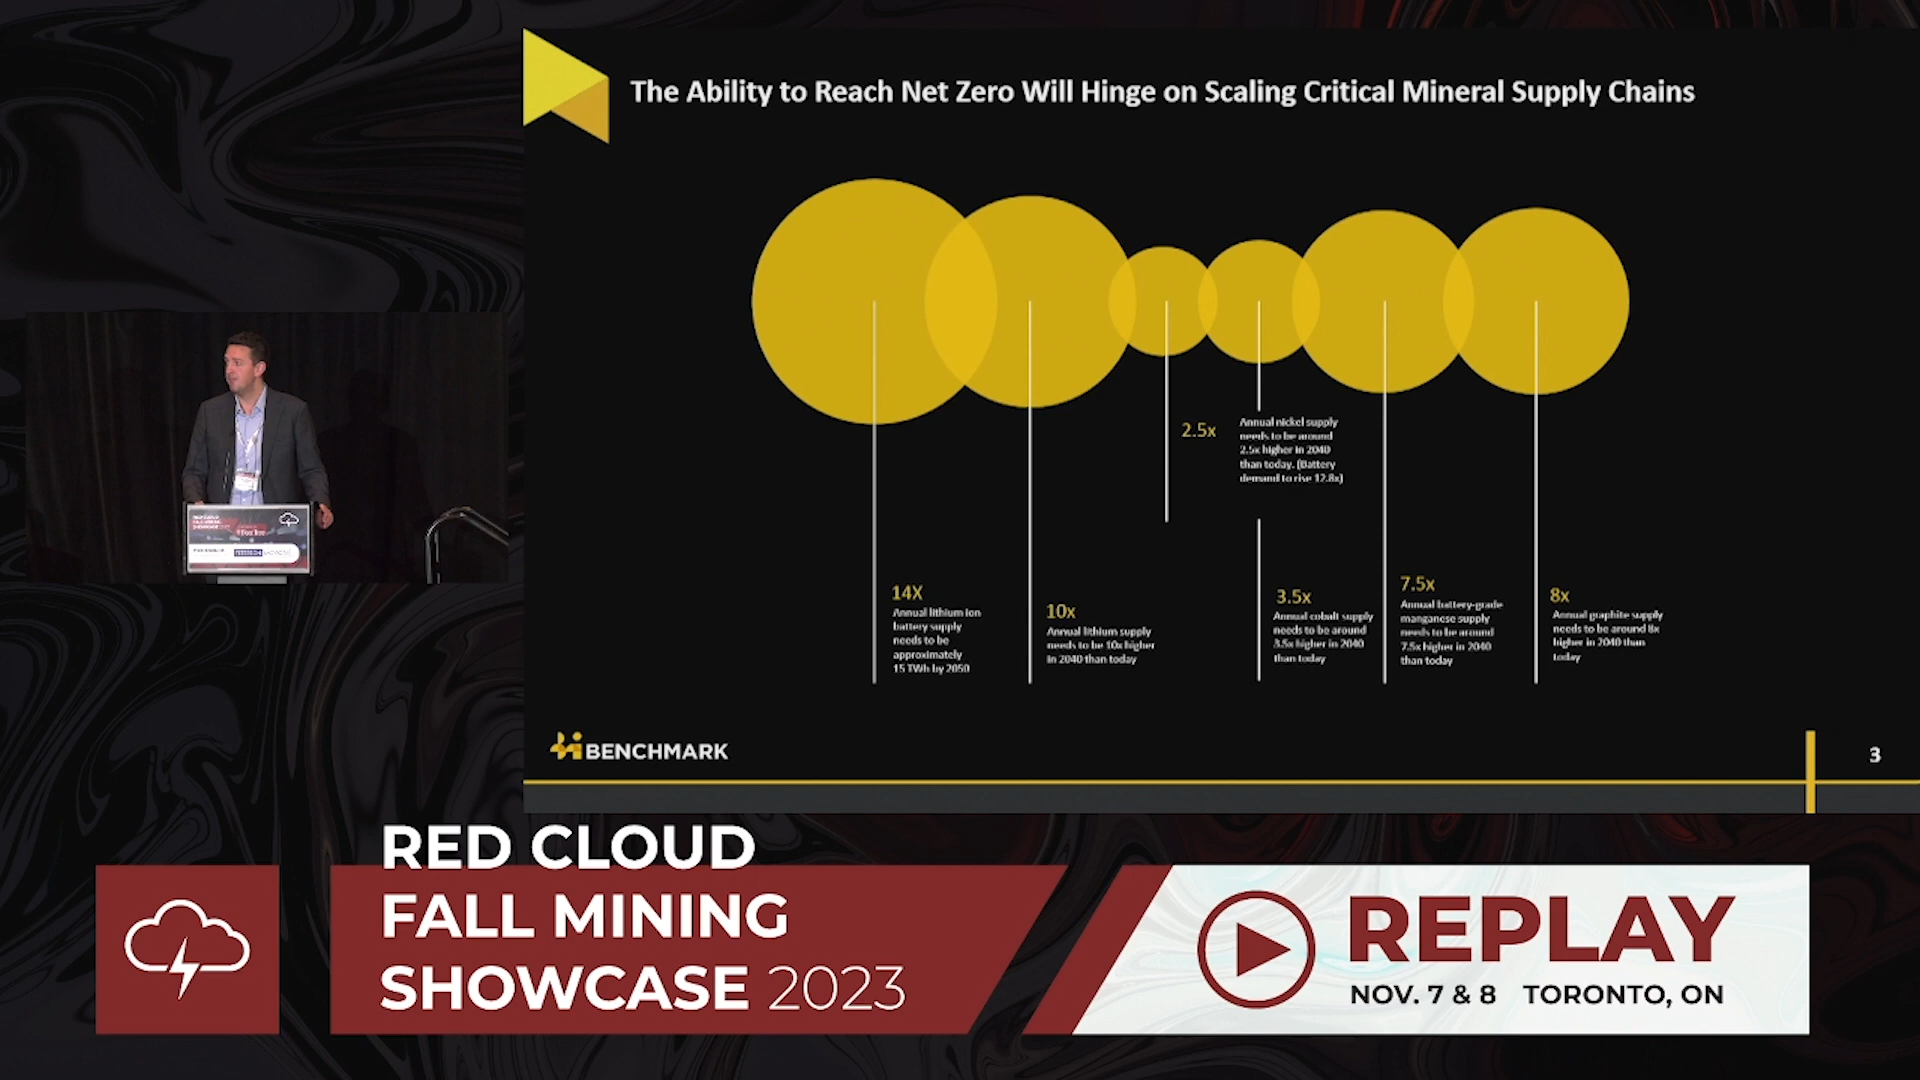 The Ability to Reach Net Zero Will Hinge on Scaling Critical Mineral Supply Chains
2.5x
Annual nickel supply
needs to be around
2.5x higher in 2040
than today. (Battery
demand to rise 12.8x)
14X
Annual lithium ion
battery supply
needs to be
approximately
15 TWh by 2050
10x
Annual lithium supply
needs to be 10x higher
in 2040 than today
3.5x
Annual cobalt supply
needs to be around
3.5x higher in 2040
than today
7.5x
Annual battery-grade
manganese supply
needs to be around
7.5x higher in 2040
than today
8x
Annual graphite supply
needs to be around 8x
higher in 2040 than
today
BENCHMARK
3
RED CLOUD
FALL MINING
SHOWCASE 2023
RED CLOUD
FALL MINING
SHOWCASE 2023
REPLAY
NOV. 7 & 8 TORONTO, ON